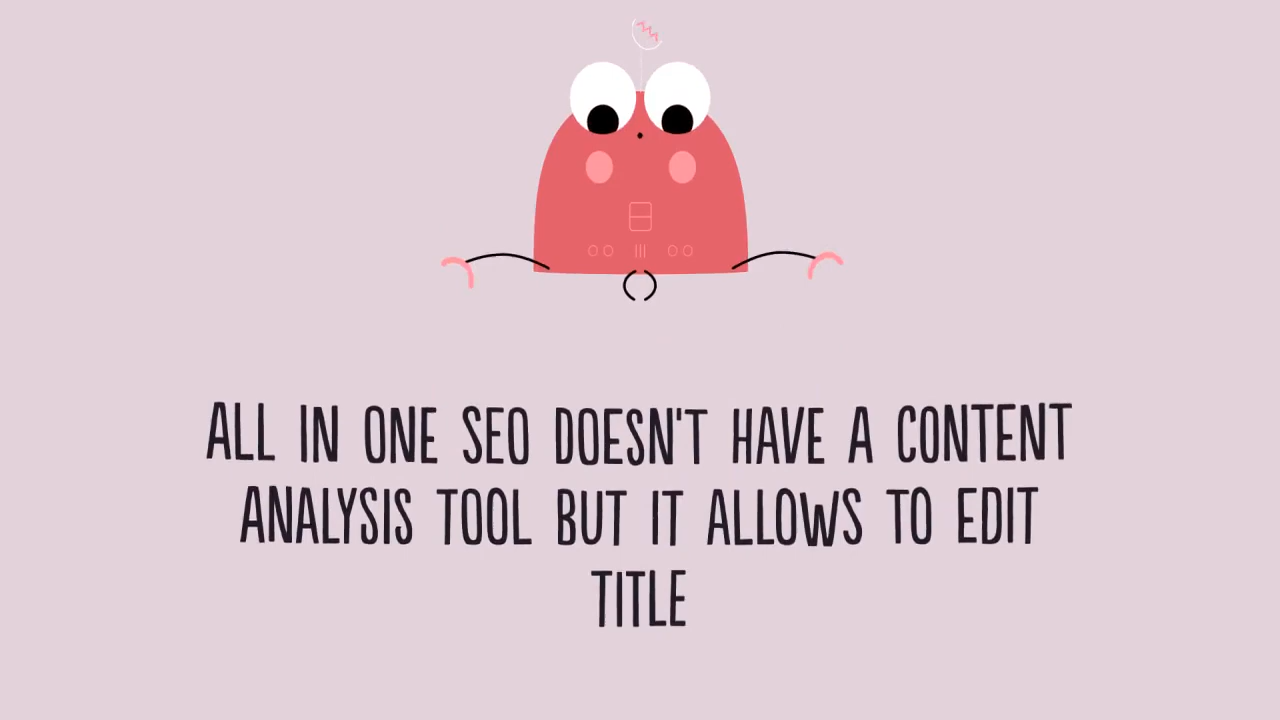 ALL IN ONE SEO DOESN'T HAVE A CONTENT
ANALYSIS TOOL BUT IT ALLOWS TO EDIT
TITLE